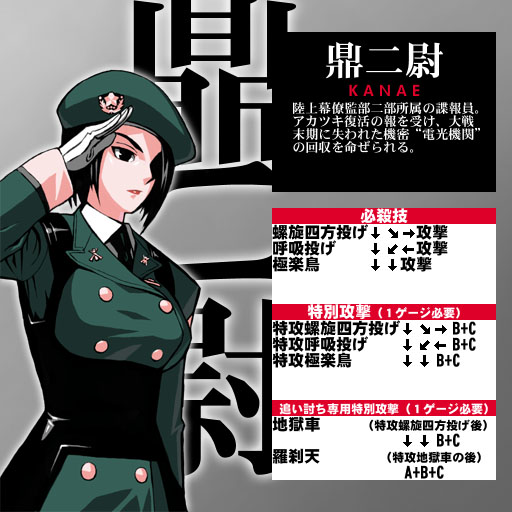 鼎二尉
鼎二尉
KANAE
陸上幕僚監部二部所属の諜報員。
アカツキ復活の報を受け、大戦
末期に失われた機密“電光機関”
の回収を命ぜられる。
必殺技
螺旋四方投げ↓↘→攻撃
呼吸投げ ↓↙←攻撃
極楽鳥 ↓↓攻撃
特別攻撃（1ゲージ必要）
特攻螺旋四方投げ↓↘→ B+C
特攻呼吸投げ ↓↙← B+C
特攻極楽鳥 ↓↓ B+C
追い討ち専用特別攻撃（1ゲージ必要）
地獄車 （特攻螺旋四方投げ後）
↓↓ B+C
羅刹天 （特攻地獄車の後）
A+B+C